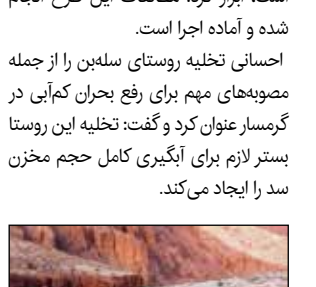 شده و آماده اجرا است.
احسانی تخلیه روستای سله‌بن را از جمله
مصوبه‌های مهم برای رفع بحران کم‌آبی در
گرمسار عنوان کرد و گفت: تخلیه این روستا
بستر لازم برای آبگیری کامل حجم مخزن
سد را ایجاد می‌کند.